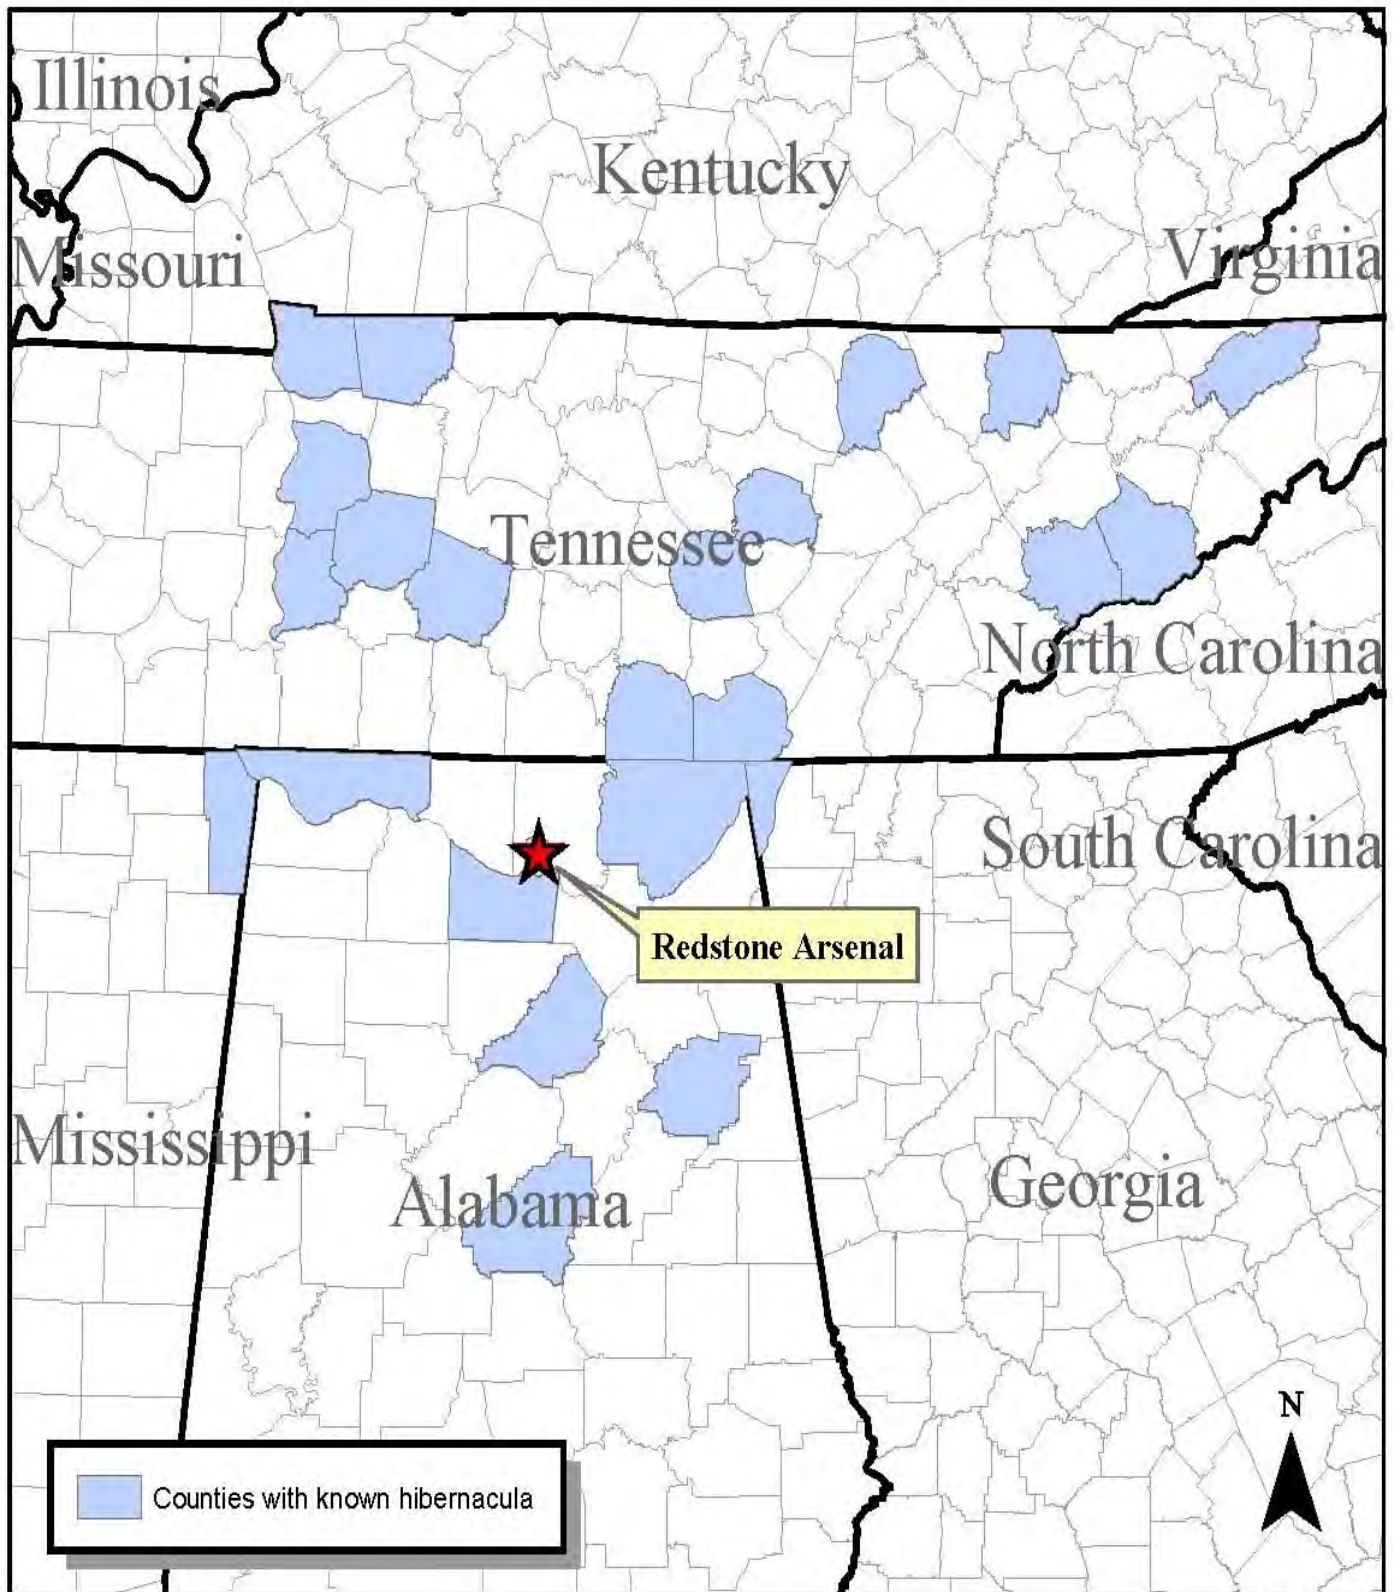 Illinois
Kentucky
Missouri
Virginia
Tennessee
North Carolina
South Carolina
Redstone Arsenal
Mississippi
Alabama
Georgia
N
Counties with known hibernacula